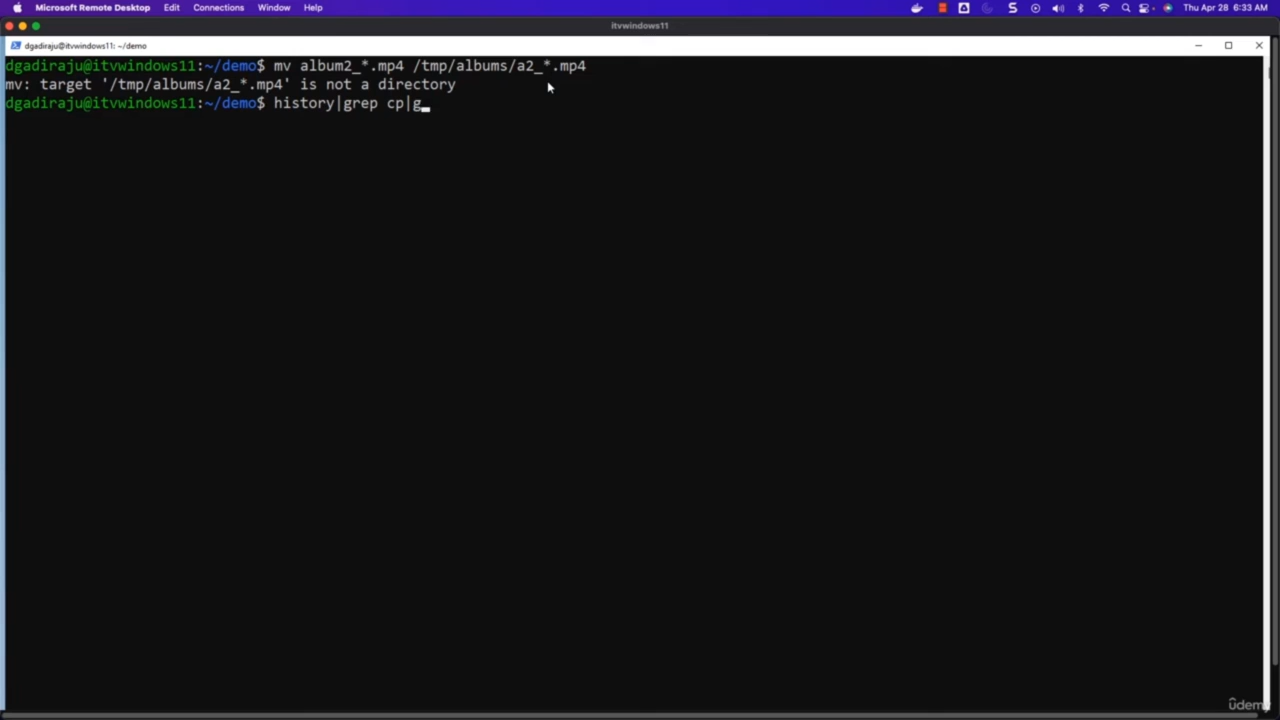 Microsoft Remote Desktop Edit Connections Window Help Thu Apr 28 6:33 AM
itvwindows11
dgadiraju@itvwindows11: ~/demo
dgadiraju@itvwindows11:~/demo$ mv album2_*.mp4 /tmp/albums/a2_*.mp4
mv: target '/tmp/albums/a2_*.mp4' is not a directory
dgadiraju@itvwindows11:~/demo$ history|grep cp|g
ûdemy